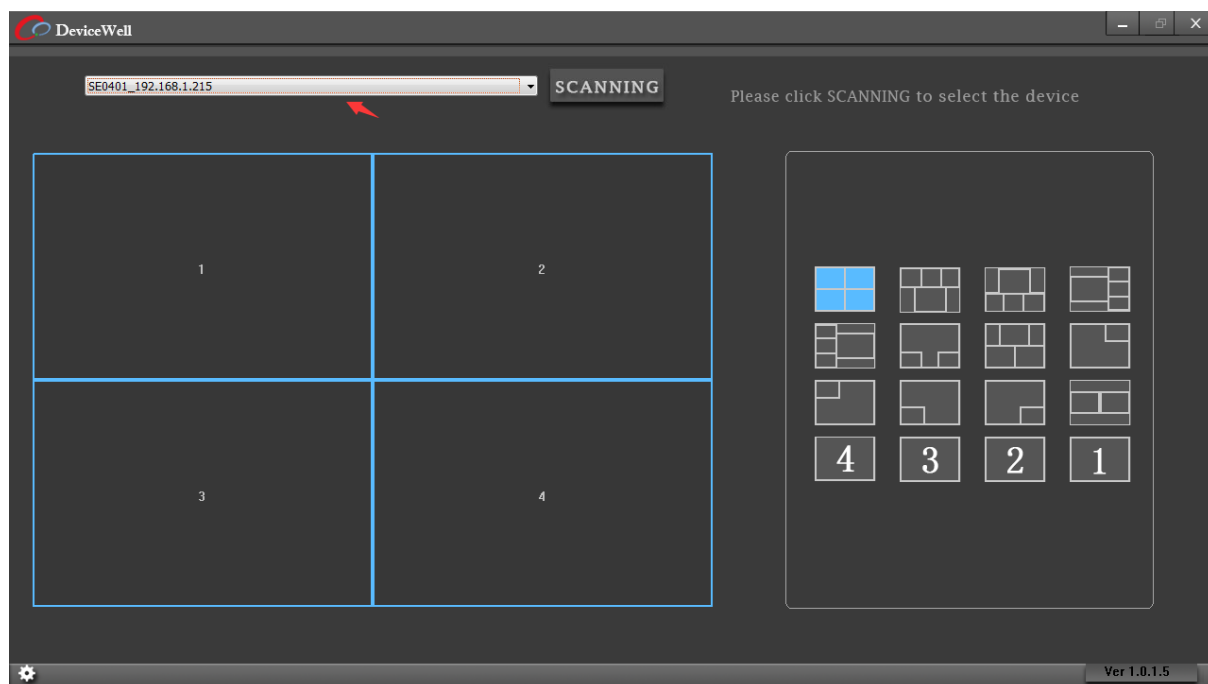 DeviceWell
SE0401_192.168.1.215
SCANNING
Please click SCANNING to select the device
1
2
3
4
4 3 2 1
Ver 1.0.1.5